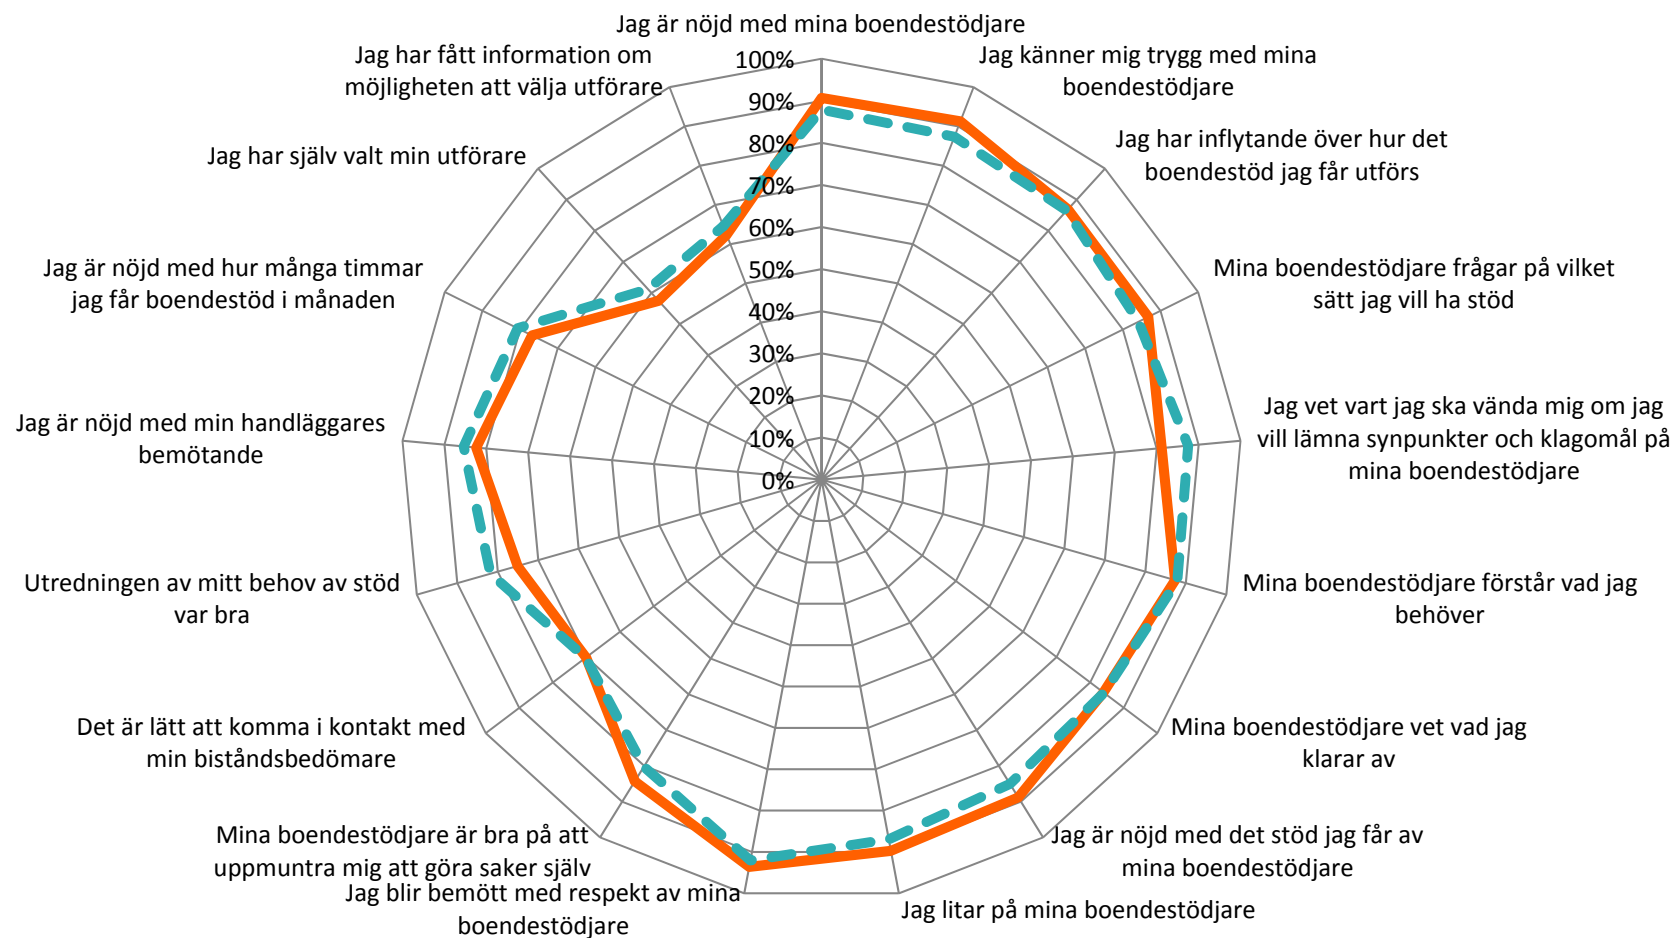 Jag är nöjd med mina boendestödjare
Jag känner mig trygg med mina
boendestödjare
Jag har inflytande över hur det
boendestöd jag får utförs
Mina boendestödjare frågar på vilket
sätt jag vill ha stöd
Jag vet vart jag ska vända mig om jag
vill lämna synpunkter och klagomål på
mina boendestödjare
Mina boendestödjare förstår vad jag
behöver
Mina boendestödjare vet vad jag
klarar av
Jag är nöjd med det stöd jag får av
mina boendestödjare
Jag litar på mina boendestödjare
Jag blir bemött med respekt av mina
boendestödjare
Mina boendestödjare är bra på att
uppmuntra mig att göra saker själv
Det är lätt att komma i kontakt med
min biståndsbedömare
Utredningen av mitt behov av stöd
var bra
Jag är nöjd med min handläggares
bemötande
Jag är nöjd med hur många timmar
jag får boendestöd i månaden
Jag har själv valt min utförare
Jag har fått information om
möjligheten att välja utförare
100%
90%
80%
70%
60%
50%
40%
30%
20%
10%
0%